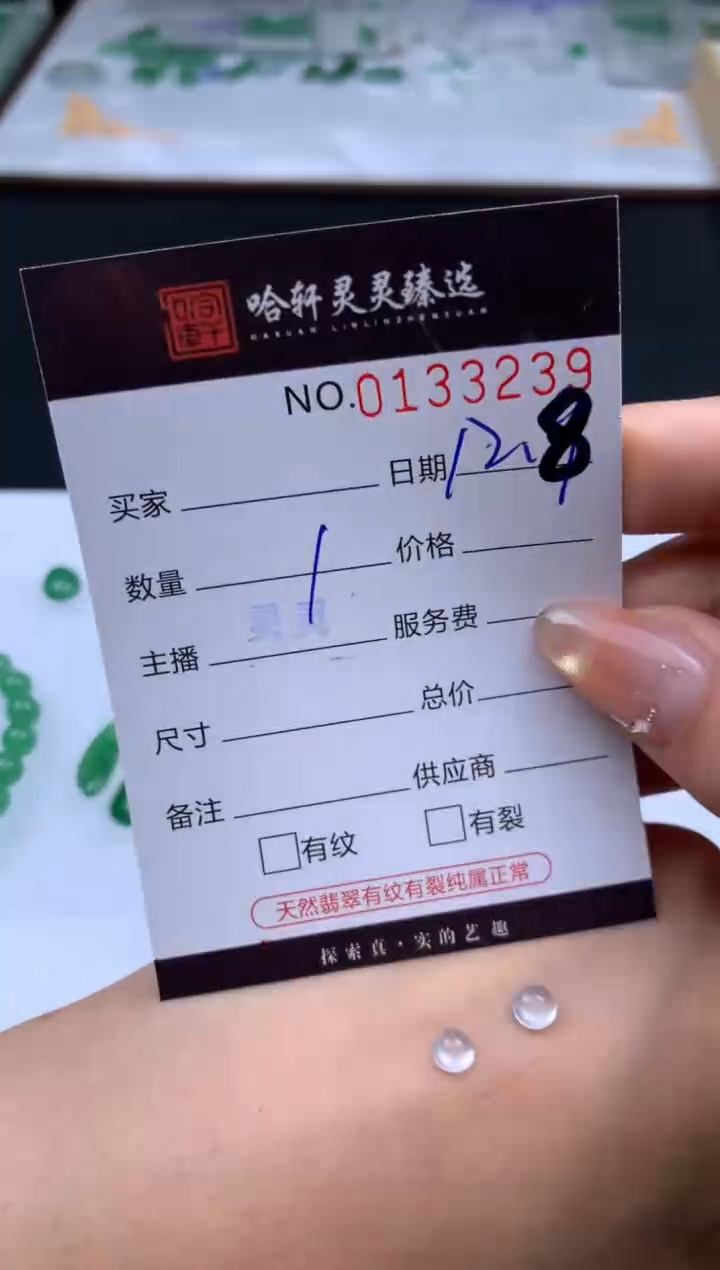 哈轩灵灵臻选
HAXUAN LINLINZHENXUAN
NO.0133239
买家 日期 12.8
数量 1 价格
灵灵
主播 服务费
尺寸 总价
备注 供应商
有纹 有裂
天然翡翠有纹有裂纯属正常
探索真·实的艺趣